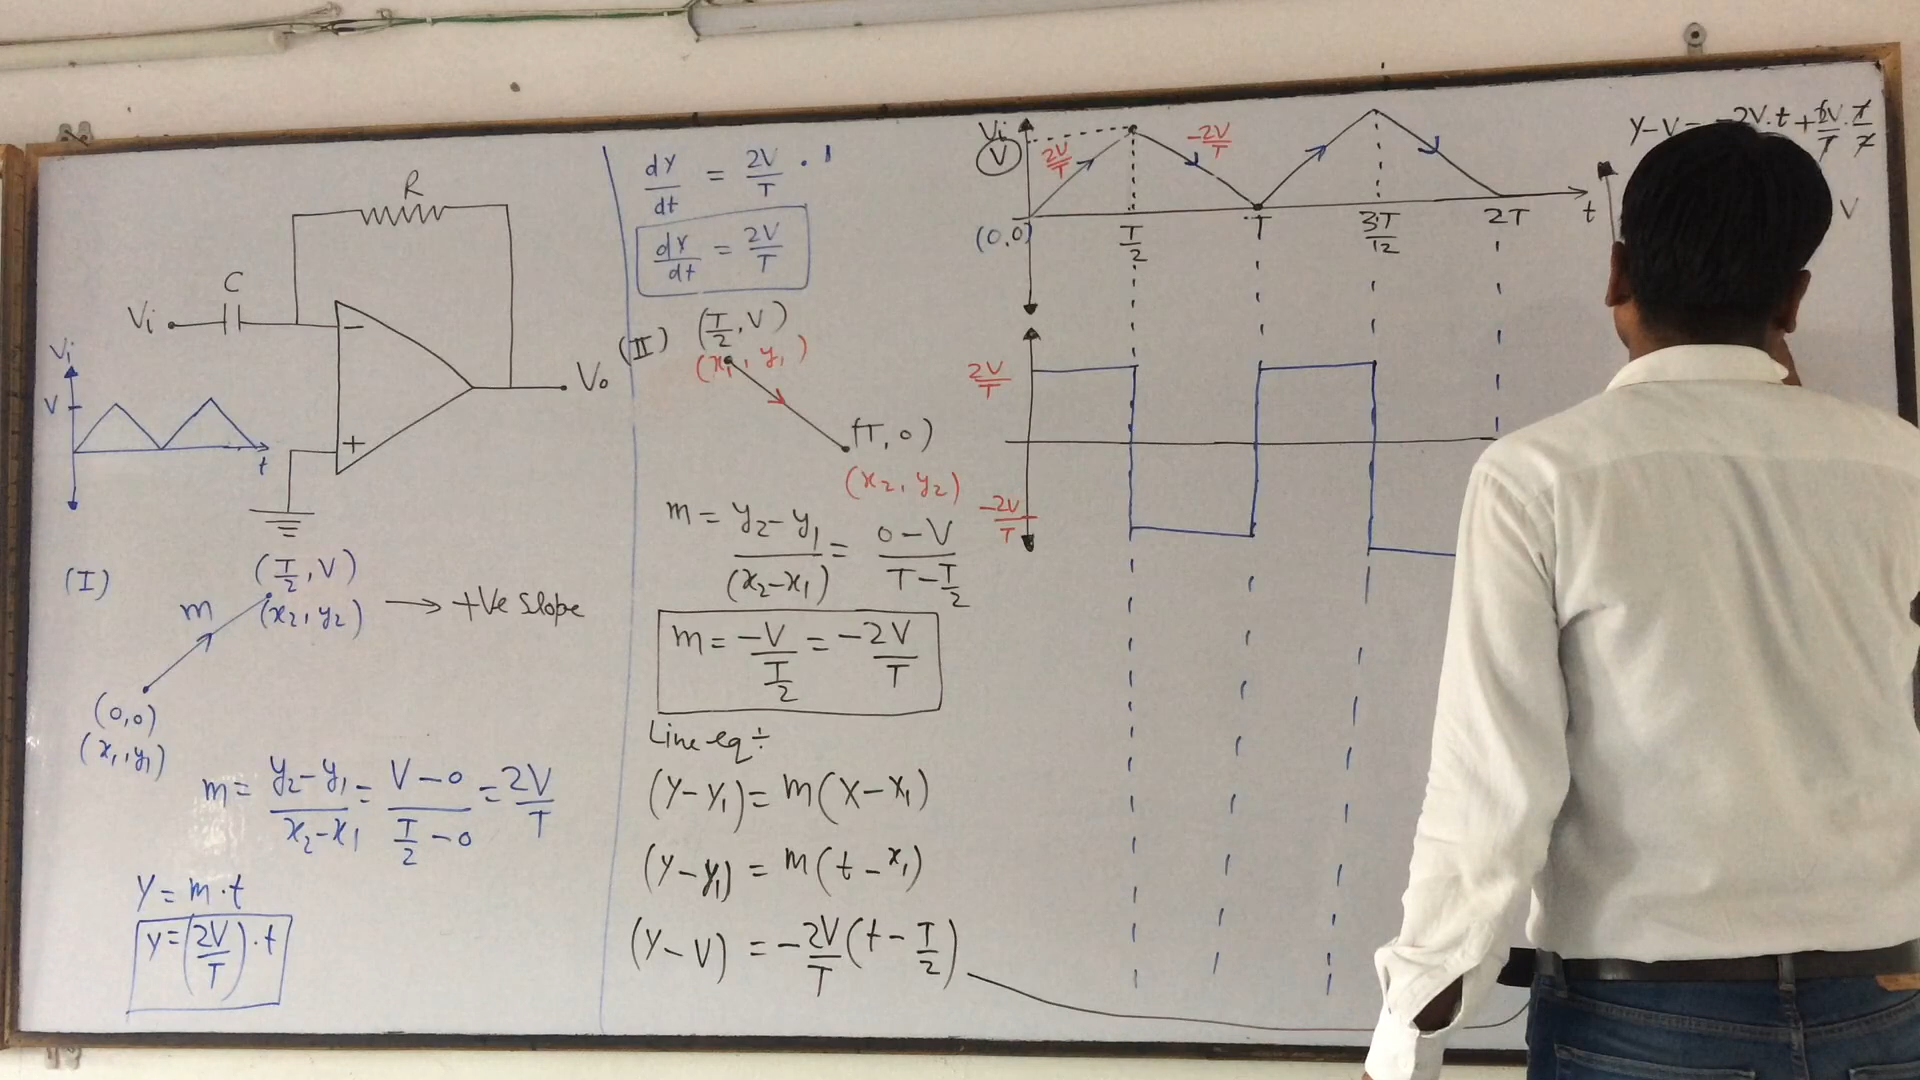 R
C
Vi
−
+
Vo
Vi
V
t
(I)
(T/2, V)
(x2, y2)
→ +ve slope
m
(0,0)
(x1, y1)
m = y2−y1/x2−x1 = V−0/T/2−0 = 2V/T
y = m·t
y = (2V/T)·t
dy/dt = 2V/T · 1
dy/dt = 2V/T
(II)
(T/2, V)
(x1, y1)
(T, 0)
(x2, y2)
m = y2−y1/(x2−x1) = 0−V/T−T/2
m = −V/T/2 = −2V/T
Line eq ÷
(y−y1) = m(x−x1)
(y−y1) = m(t−x1)
(y−V) = −2V/T(t−T/2)
Vi
V
2V/T
−2V/T
(0,0)
T/2
T
3T/12
2T
t
2V/T
−2V/T
y−V= −2V·t +
V